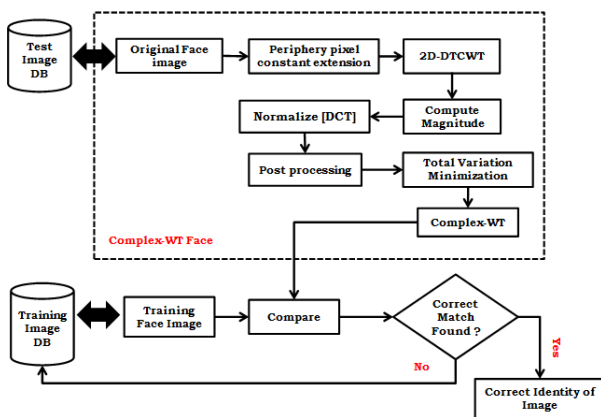 Test
Image
DB
Original Face
image
Periphery pixel
constant extension
2D-DTCWT
Compute
Magnitude
Normalize [DCT]
Post processing
Total Variation
Minimization
Complex-WT
Complex-WT Face
Training
Image
DB
Training
Face Image
Compare
Correct
Match
Found ?
No
Yes
Correct Identity of
Image